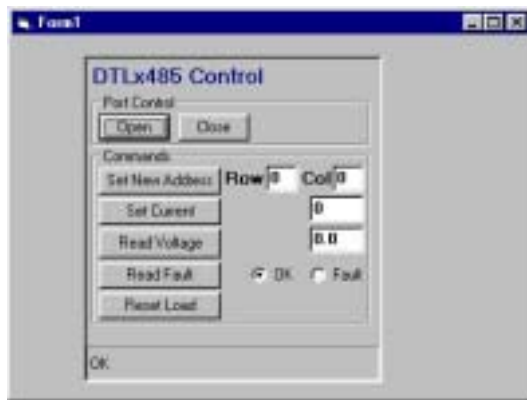 Form1
DTLx485 Control
Port Control
Open Close
Commands
Set New Address Row 0 Col 0
Set Current 0
Read Voltage 0.0
Read Fault OK Fault
Reset Load
OK